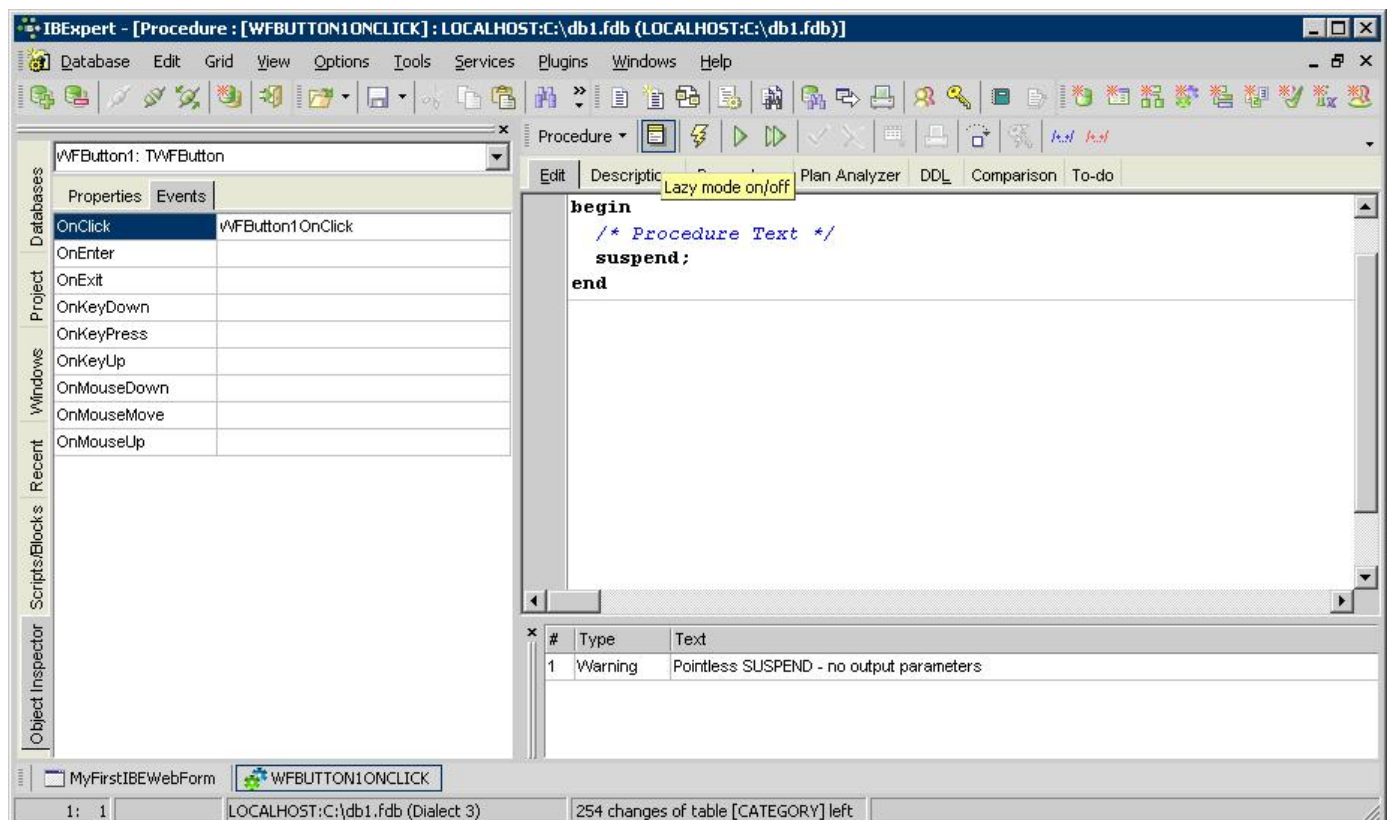 IBExpert - [Procedure : [WFBUTTON1ONCLICK] : LOCALHOST:C:\db1.fdb (LOCALHOST:C:\db1.fdb)]
Database Edit Grid View Options Tools Services Plugins Windows Help
Procedure
WFButton1: TWFButton
Edit Plan Analyzer DDL Comparison To-do
Lazy mode on/off
Properties Events
OnClick WFButton1OnClick
OnEnter
OnExit
OnKeyDown
OnKeyPress
OnKeyUp
OnMouseDown
OnMouseMove
OnMouseUp
Databases
Project
Windows
Recent
Scripts/Blocks
Object Inspector
begin
/* Procedure Text */
suspend;
end
# Type Text
1 Warning Pointless SUSPEND - no output parameters
MyFirstIBEWebForm WFBUTTON1ONCLICK
1: 1 LOCALHOST:C:\db1.fdb (Dialect 3) 254 changes of table [CATEGORY] left